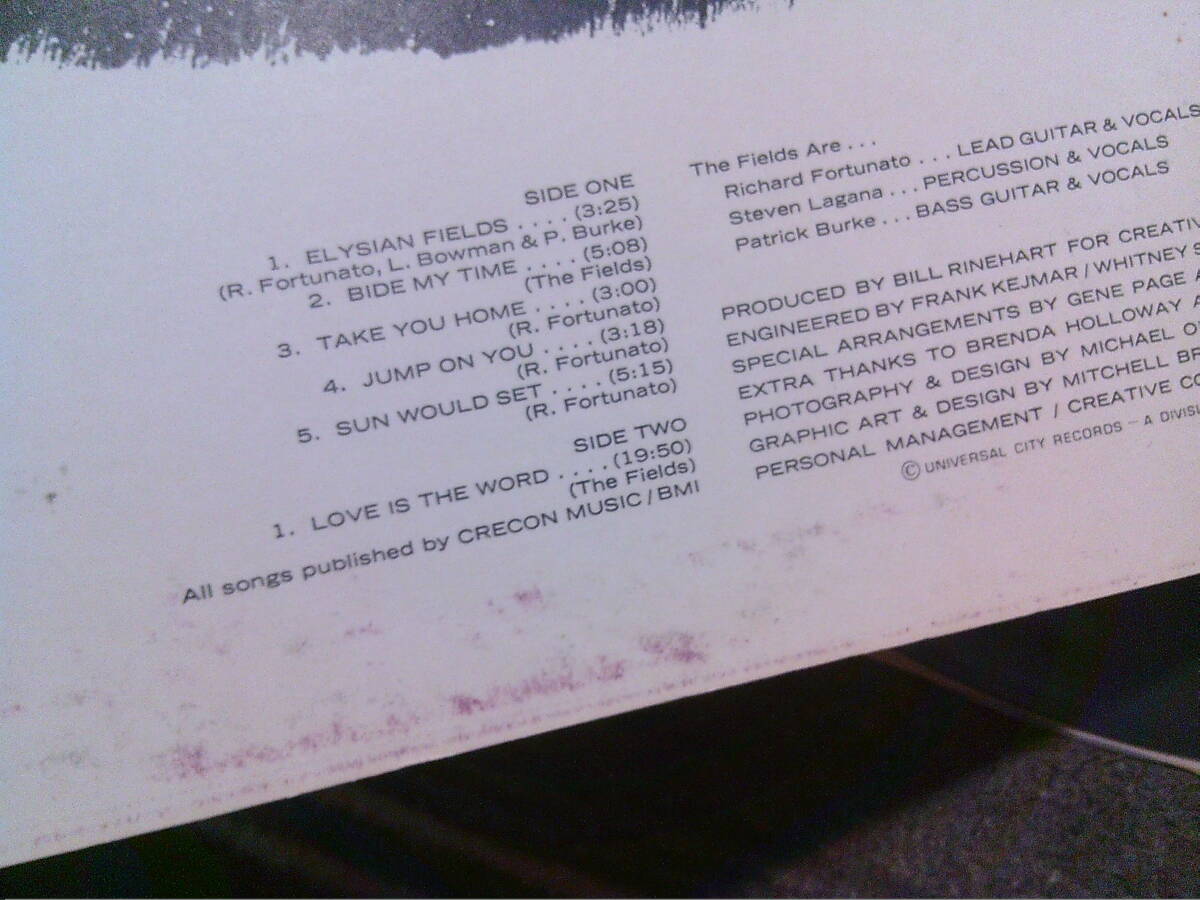 SIDE ONE
1. ELYSIAN FIELDS . . . . (3:25)
(R. Fortunato, L. Bowman & P. Burke)
2. BIDE MY TIME . . . . (5:08)
(The Fields)
3. TAKE YOU HOME . . . . (3:00)
(R. Fortunato)
4. JUMP ON YOU . . . . (3:18)
(R. Fortunato)
5. SUN WOULD SET . . . . (5:15)
(R. Fortunato)
SIDE TWO
1. LOVE IS THE WORD . . . . (19:50)
(The Fields)
All songs published by CRECON MUSIC / BMI
The Fields Are . . .
Richard Fortunato . . . LEAD GUITAR & VOCALS
Steven Lagana . . . PERCUSSION & VOCALS
Patrick Burke . . . BASS GUITAR & VOCALS
PRODUCED BY BILL RINEHART FOR CREATIV
ENGINEERED BY FRANK KEJMAR / WHITNEY S
SPECIAL ARRANGEMENTS BY GENE PAGE A
EXTRA THANKS TO BRENDA HOLLOWAY A
PHOTOGRAPHY & DESIGN BY MICHAEL O
GRAPHIC ART & DESIGN BY MITCHELL BR
PERSONAL MANAGEMENT / CREATIVE CO
© UNIVERSAL CITY RECORDS – A DIVISI